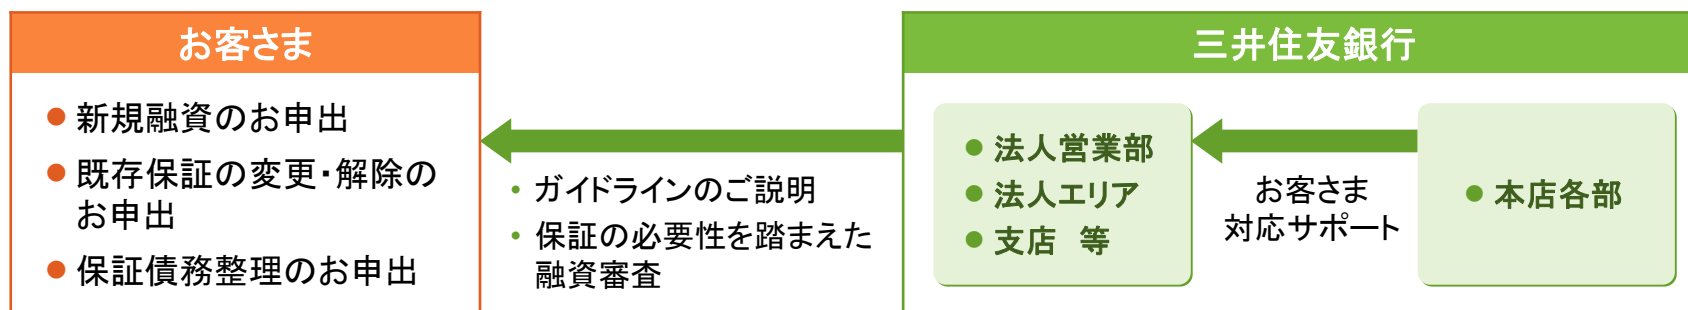 お客さま
● 新規融資のお申出
● 既存保証の変更・解除の
お申出
● 保証債務整理のお申出
・ ガイドラインのご説明
・ 保証の必要性を踏まえた
融資審査
三井住友銀行
● 法人営業部
● 法人エリア
● 支店　等
お客さま
対応サポート
● 本店各部